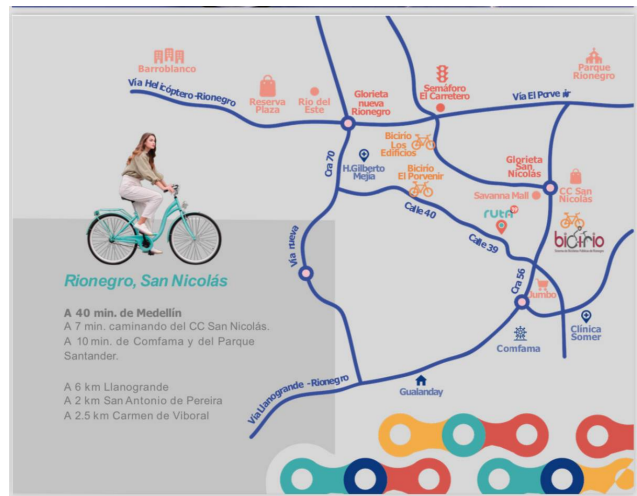 Barroblanco
Vía Helicóptero-Rionegro
Reserva
Plaza
Rio del
Este
Glorieta
nueva
Rionegro
Semáforo
El Carretero
Vía El Porvenir
Parque
Rionegro
Cra 70
H.Gilberto
Mejia
Bicirio
Los
Edificios
Bicirio
El Porvenir
Calle 40
Glorieta
San
Nicolás
CC San
Nicolás
Savanna Mall
ruta
bicirio
Calle 39
Vía nueva
Cra 56
Jumbo
Clínica
Somer
Comfama
Gualanday
Vía Llanogrande -Rionegro
Rionegro, San Nicolás
A 40 min. de Medellín
A 7 min. caminando del CC San Nicolás.
A 10 min. de Comfama y del Parque
Santander.
A 6 km Llanogrande
A 2 km San Antonio de Pereira
A 2.5 km Carmen de Viboral